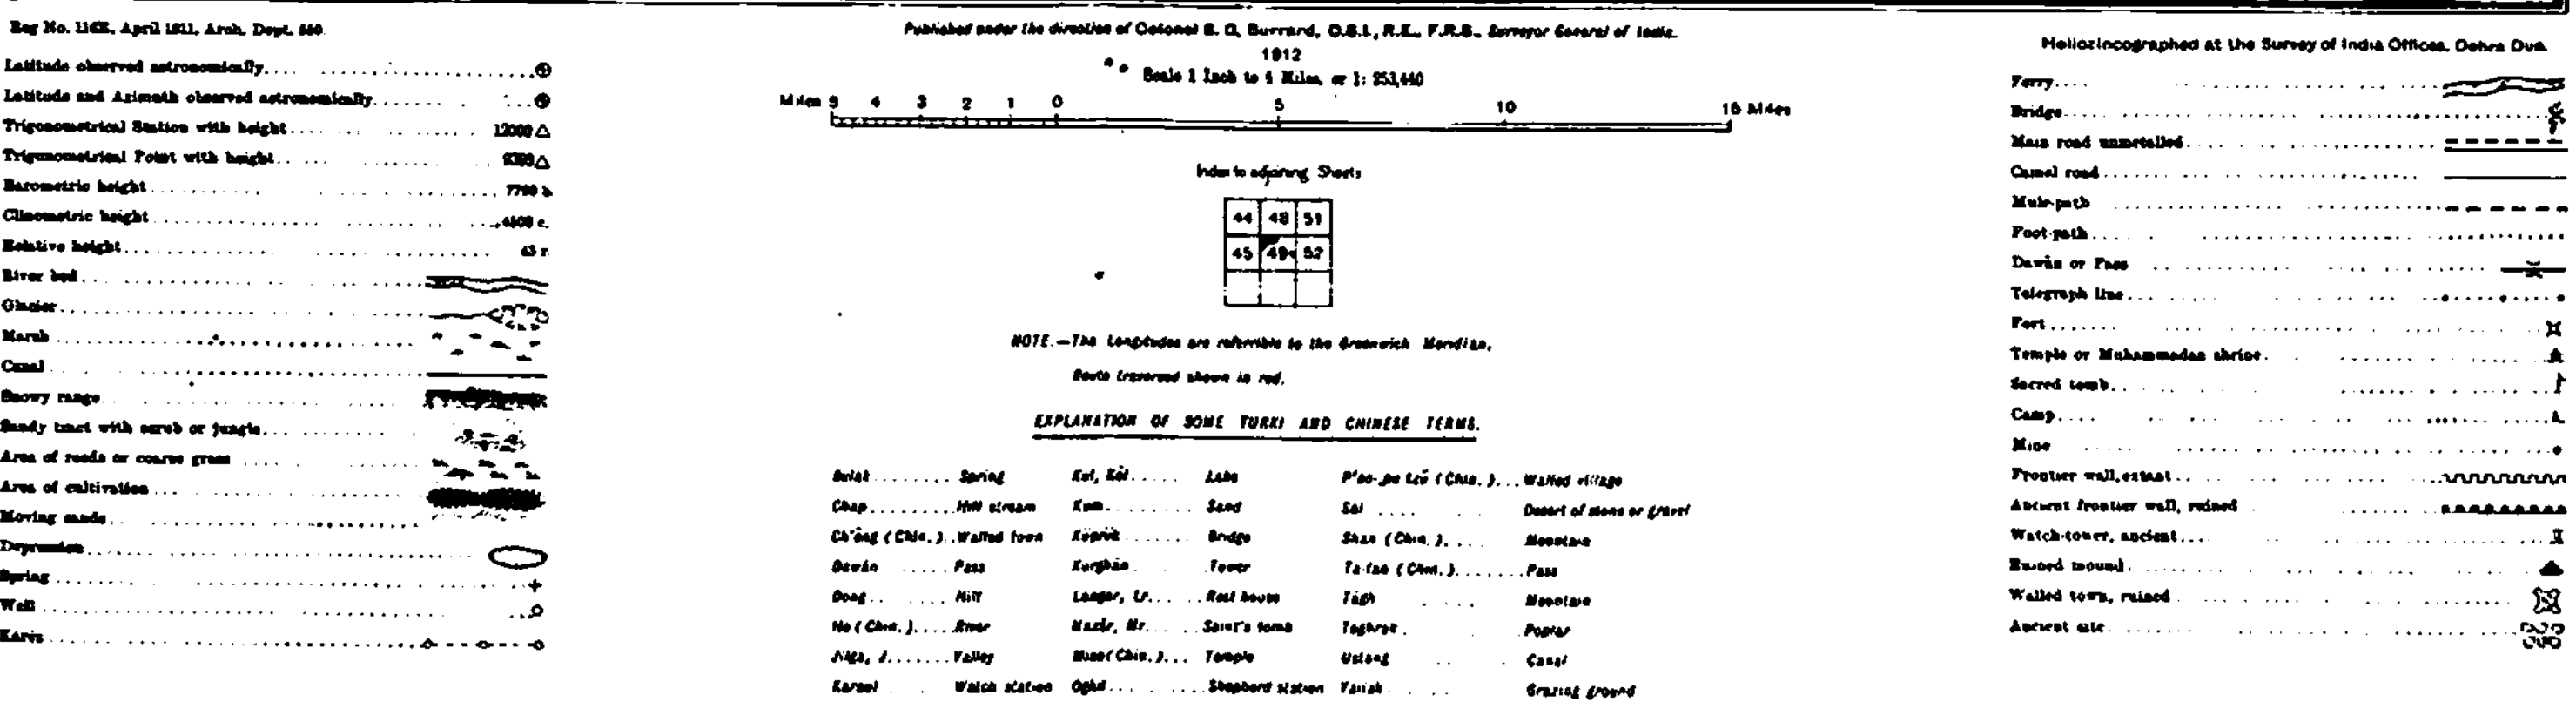 Reg No. 116E, April 1911, Arch. Dept. 550.
Latitude observed astronomically
Latitude and Azimuth observed astronomically
Trigonometrical Station with height 12000
Trigonometrical Point with height
Barometric height 7700 b
Clinometric height c.
Relative height 43 r
River bed
Glacier
Marsh
Canal
Snowy range
Sandy tract with scrub or jungle
Area of reeds or coarse grass
Area of cultivation
Moving sands
Depression
Spring
Well
Karez
Published under the direction of Colonel S. G. Burrard, C.S.I., R.E., F.R.S., Surveyor General of India.
1912
Scale 1 Inch to 4 Miles, or 1: 253,440
Miles 5 4 3 2 1 0 5 10 15 Miles
Index to adjoining Sheets
44 48 51
45 49 52
NOTE.—The Longitudes are referrible to the Greenwich Meridian.
Route traversed shown in red.
EXPLANATION OF SOME TURKI AND CHINESE TERMS.
Bulak Spring Kul, Köl Lake P'ao-pu tzŭ (Chin.) Walled village
Chap Hill stream Kum Sand Sai Desert of stone or gravel
Ch'êng (Chin.) Walled town Köprük Bridge Shan (Chin.) Mountain
Dawān Pass Kurghān Tower Ta-fan (Chin.) Pass
Dong Hill Langar, Lr. Rest house Tāgh Mountain
Ho (Chin.) River Mazār, Mr. Saint's tomb Toghrak Poplar
Jilga, J. Valley Miao (Chin.) Temple Ustang Canal
Karaul Watch station Oghil Shepherd station Yailak Grazing ground
Heliozincographed at the Survey of India Offices, Dehra Dun.
Ferry
Bridge
Main road unmetalled
Camel road
Mule-path
Foot-path
Dawān or Pass
Telegraph line
Fort
Temple or Muhammadan shrine
Sacred tomb
Camp
Mine
Frontier wall, extant
Ancient frontier wall, ruined
Watch-tower, ancient
Ruined mound
Walled town, ruined
Ancient site